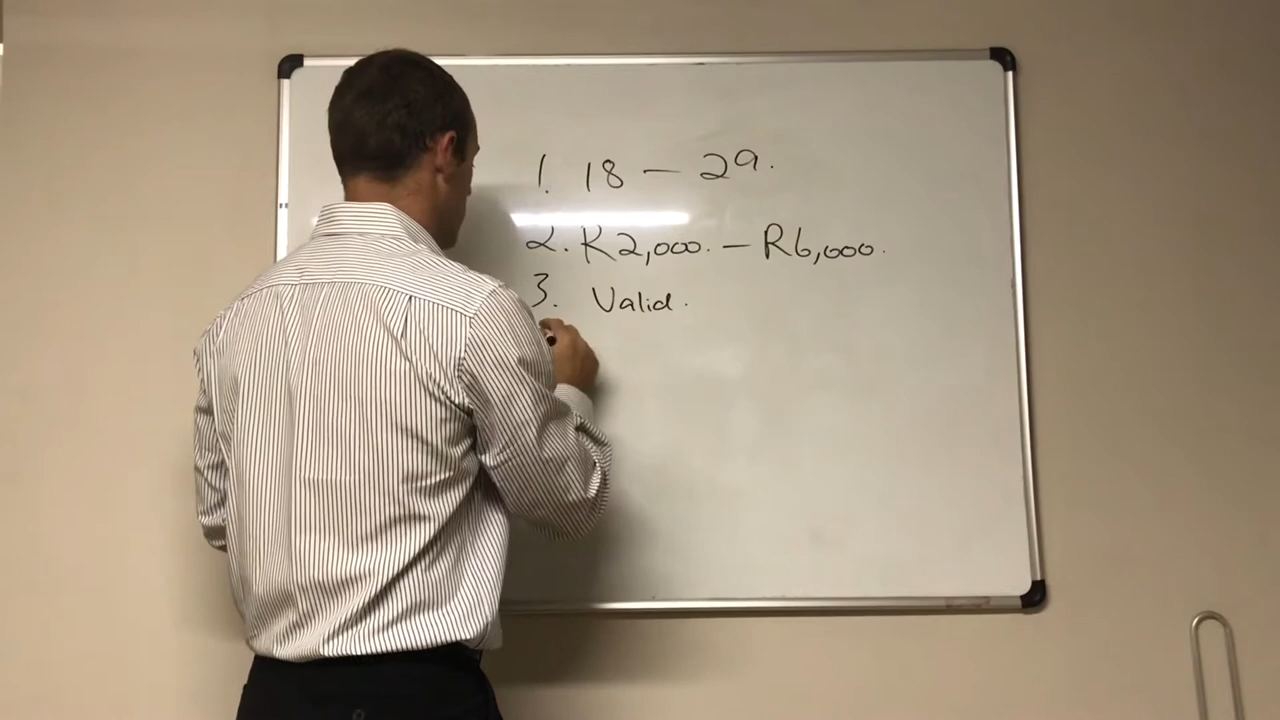 1. 18 — 29.
2. R2,000. — R6,000.
3. Valid.